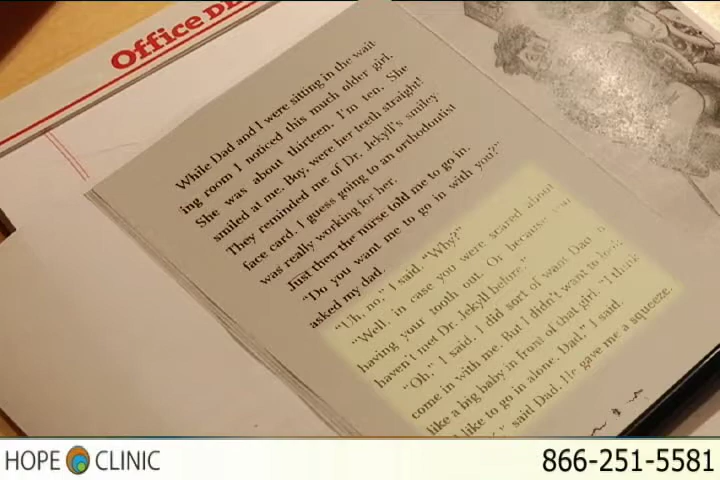 Office
While Dad and I were sitting in the wait-
ing room I noticed this much older girl.
She was about thirteen. I'm ten. She
smiled at me. Boy, were her teeth straight!
They reminded me of Dr. Jekyll's smiley
face card. I guess going to an orthodontist
was really working for her.
Just then the nurse told me to go in.
"Do you want me to go in with you?"
asked my dad.
"Uh, no," I said. "Why?"
"Well, in case you were scared about
having your tooth out. Or because you
haven't met Dr. Jekyll before."
"Oh," I said. I did sort of want Dad to
come in with me. But I didn't want to look
like a big baby in front of that girl. "I think
like to go in alone, Dad," I said.
said Dad. He gave me a squeeze.
HOPE CLINIC
866-251-5581